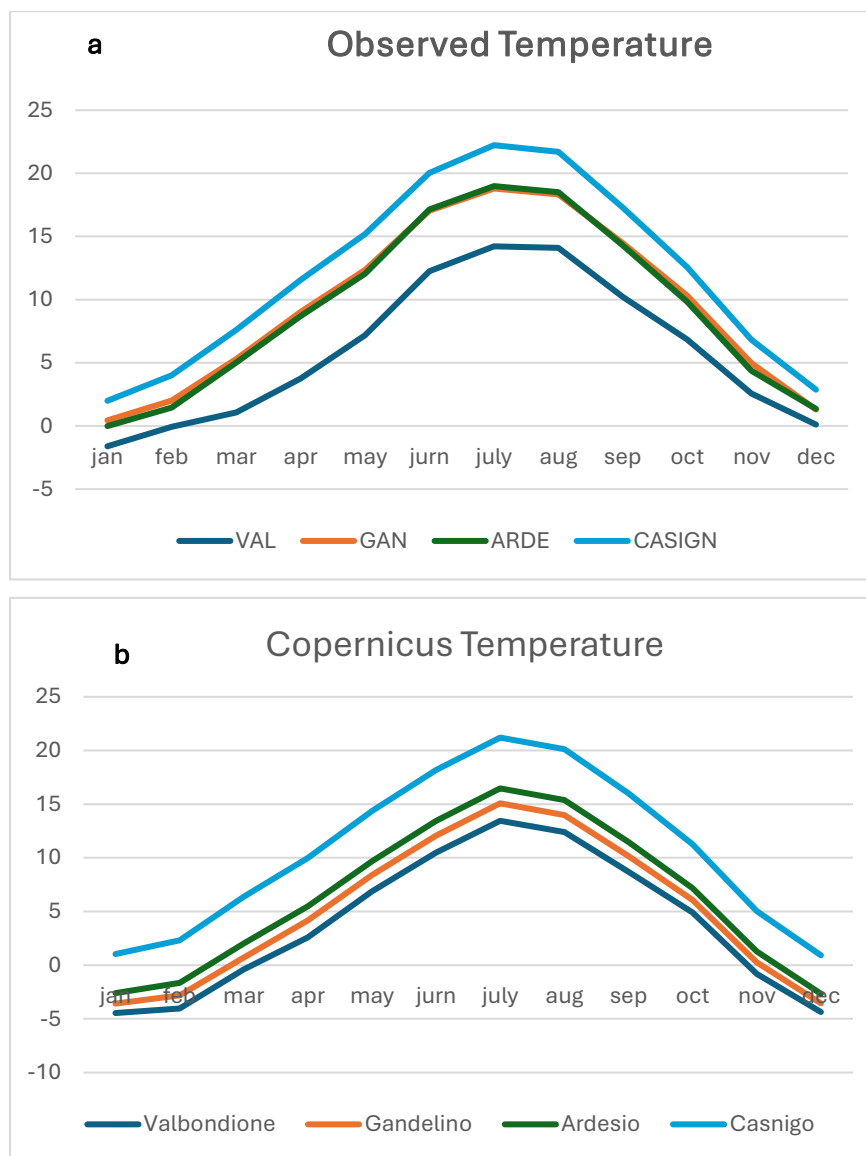 a
Observed Temperature
25
20
15
10
5
0
jan feb mar apr may jurn july aug sep oct nov dec
-5
VAL GAN ARDE CASIGN
b
Copernicus Temperature
25
20
15
10
5
0
jan feb mar apr may jurn july aug sep oct nov dec
-5
-10
Valbondione Gandelino Ardesio Casnigo